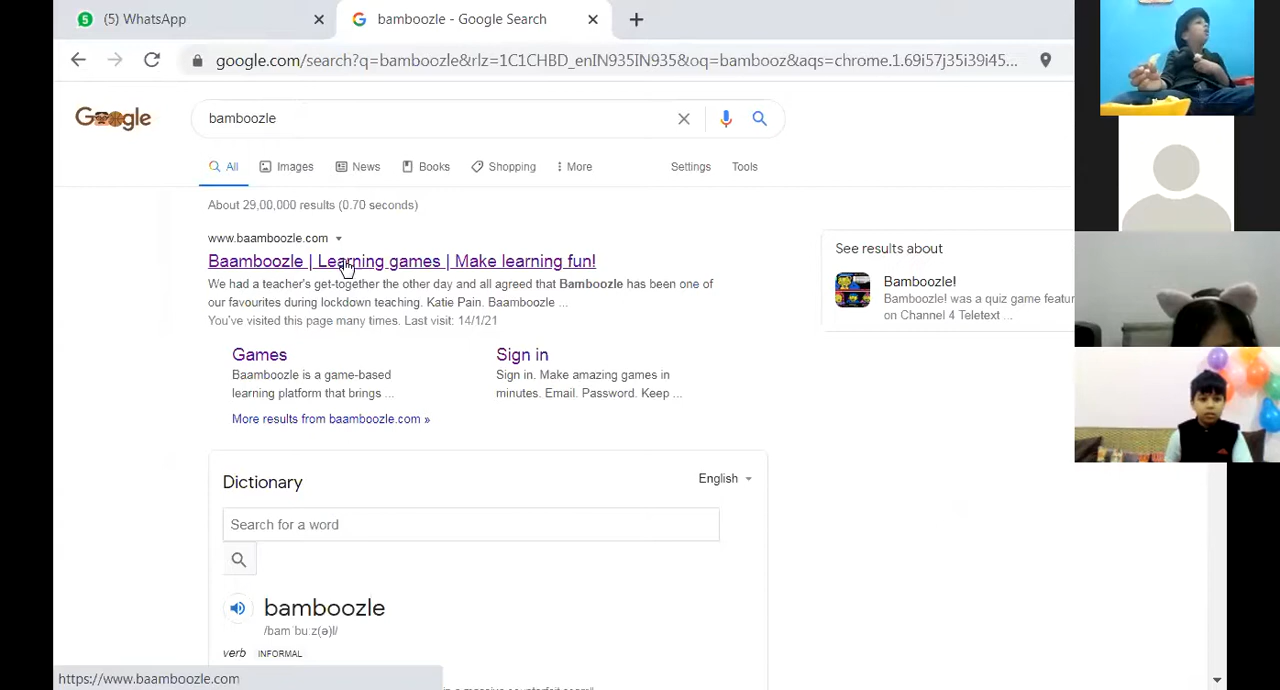 5 (5) WhatsApp
bamboozle - Google Search
google.com/search?q=bamboozle&rlz=1C1CHBD_enIN935IN935&oq=bambooz&aqs=chrome.1.69i57j35i39i45...
Google
bamboozle
All Images News Books Shopping More Settings Tools
About 29,00,000 results (0.70 seconds)
www.baamboozle.com
Baamboozle | Learning games | Make learning fun!
We had a teacher's get-together the other day and all agreed that Bamboozle has been one of
our favourites during lockdown teaching. Katie Pain. Baamboozle ...
You've visited this page many times. Last visit: 14/1/21
Games
Baamboozle is a game-based
learning platform that brings ...
Sign in
Sign in. Make amazing games in
minutes. Email. Password. Keep ...
More results from baamboozle.com »
See results about
Bamboozle!
Bamboozle! was a quiz game featur
on Channel 4 Teletext ...
Dictionary
English
Search for a word
bamboozle
/bamˈbuːz(ə)l/
verb INFORMAL
https://www.baamboozle.com